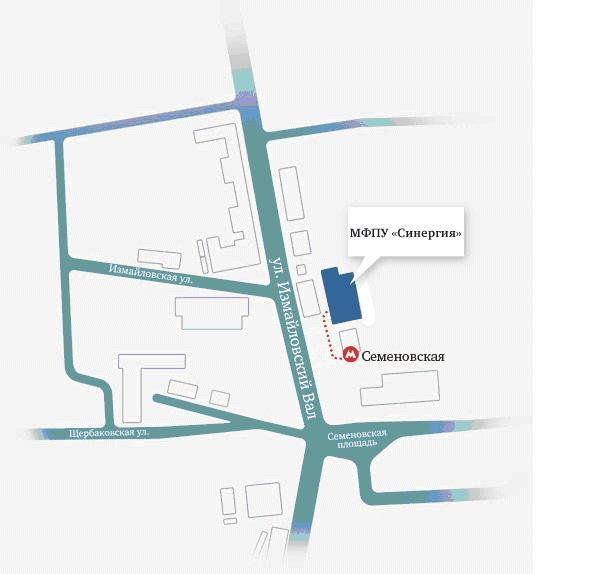 МФПУ «Синергия»
Измайловская ул.
ул. Измайловский Вал
М Семеновская
Щербаковская ул.
Семеновская
площадь